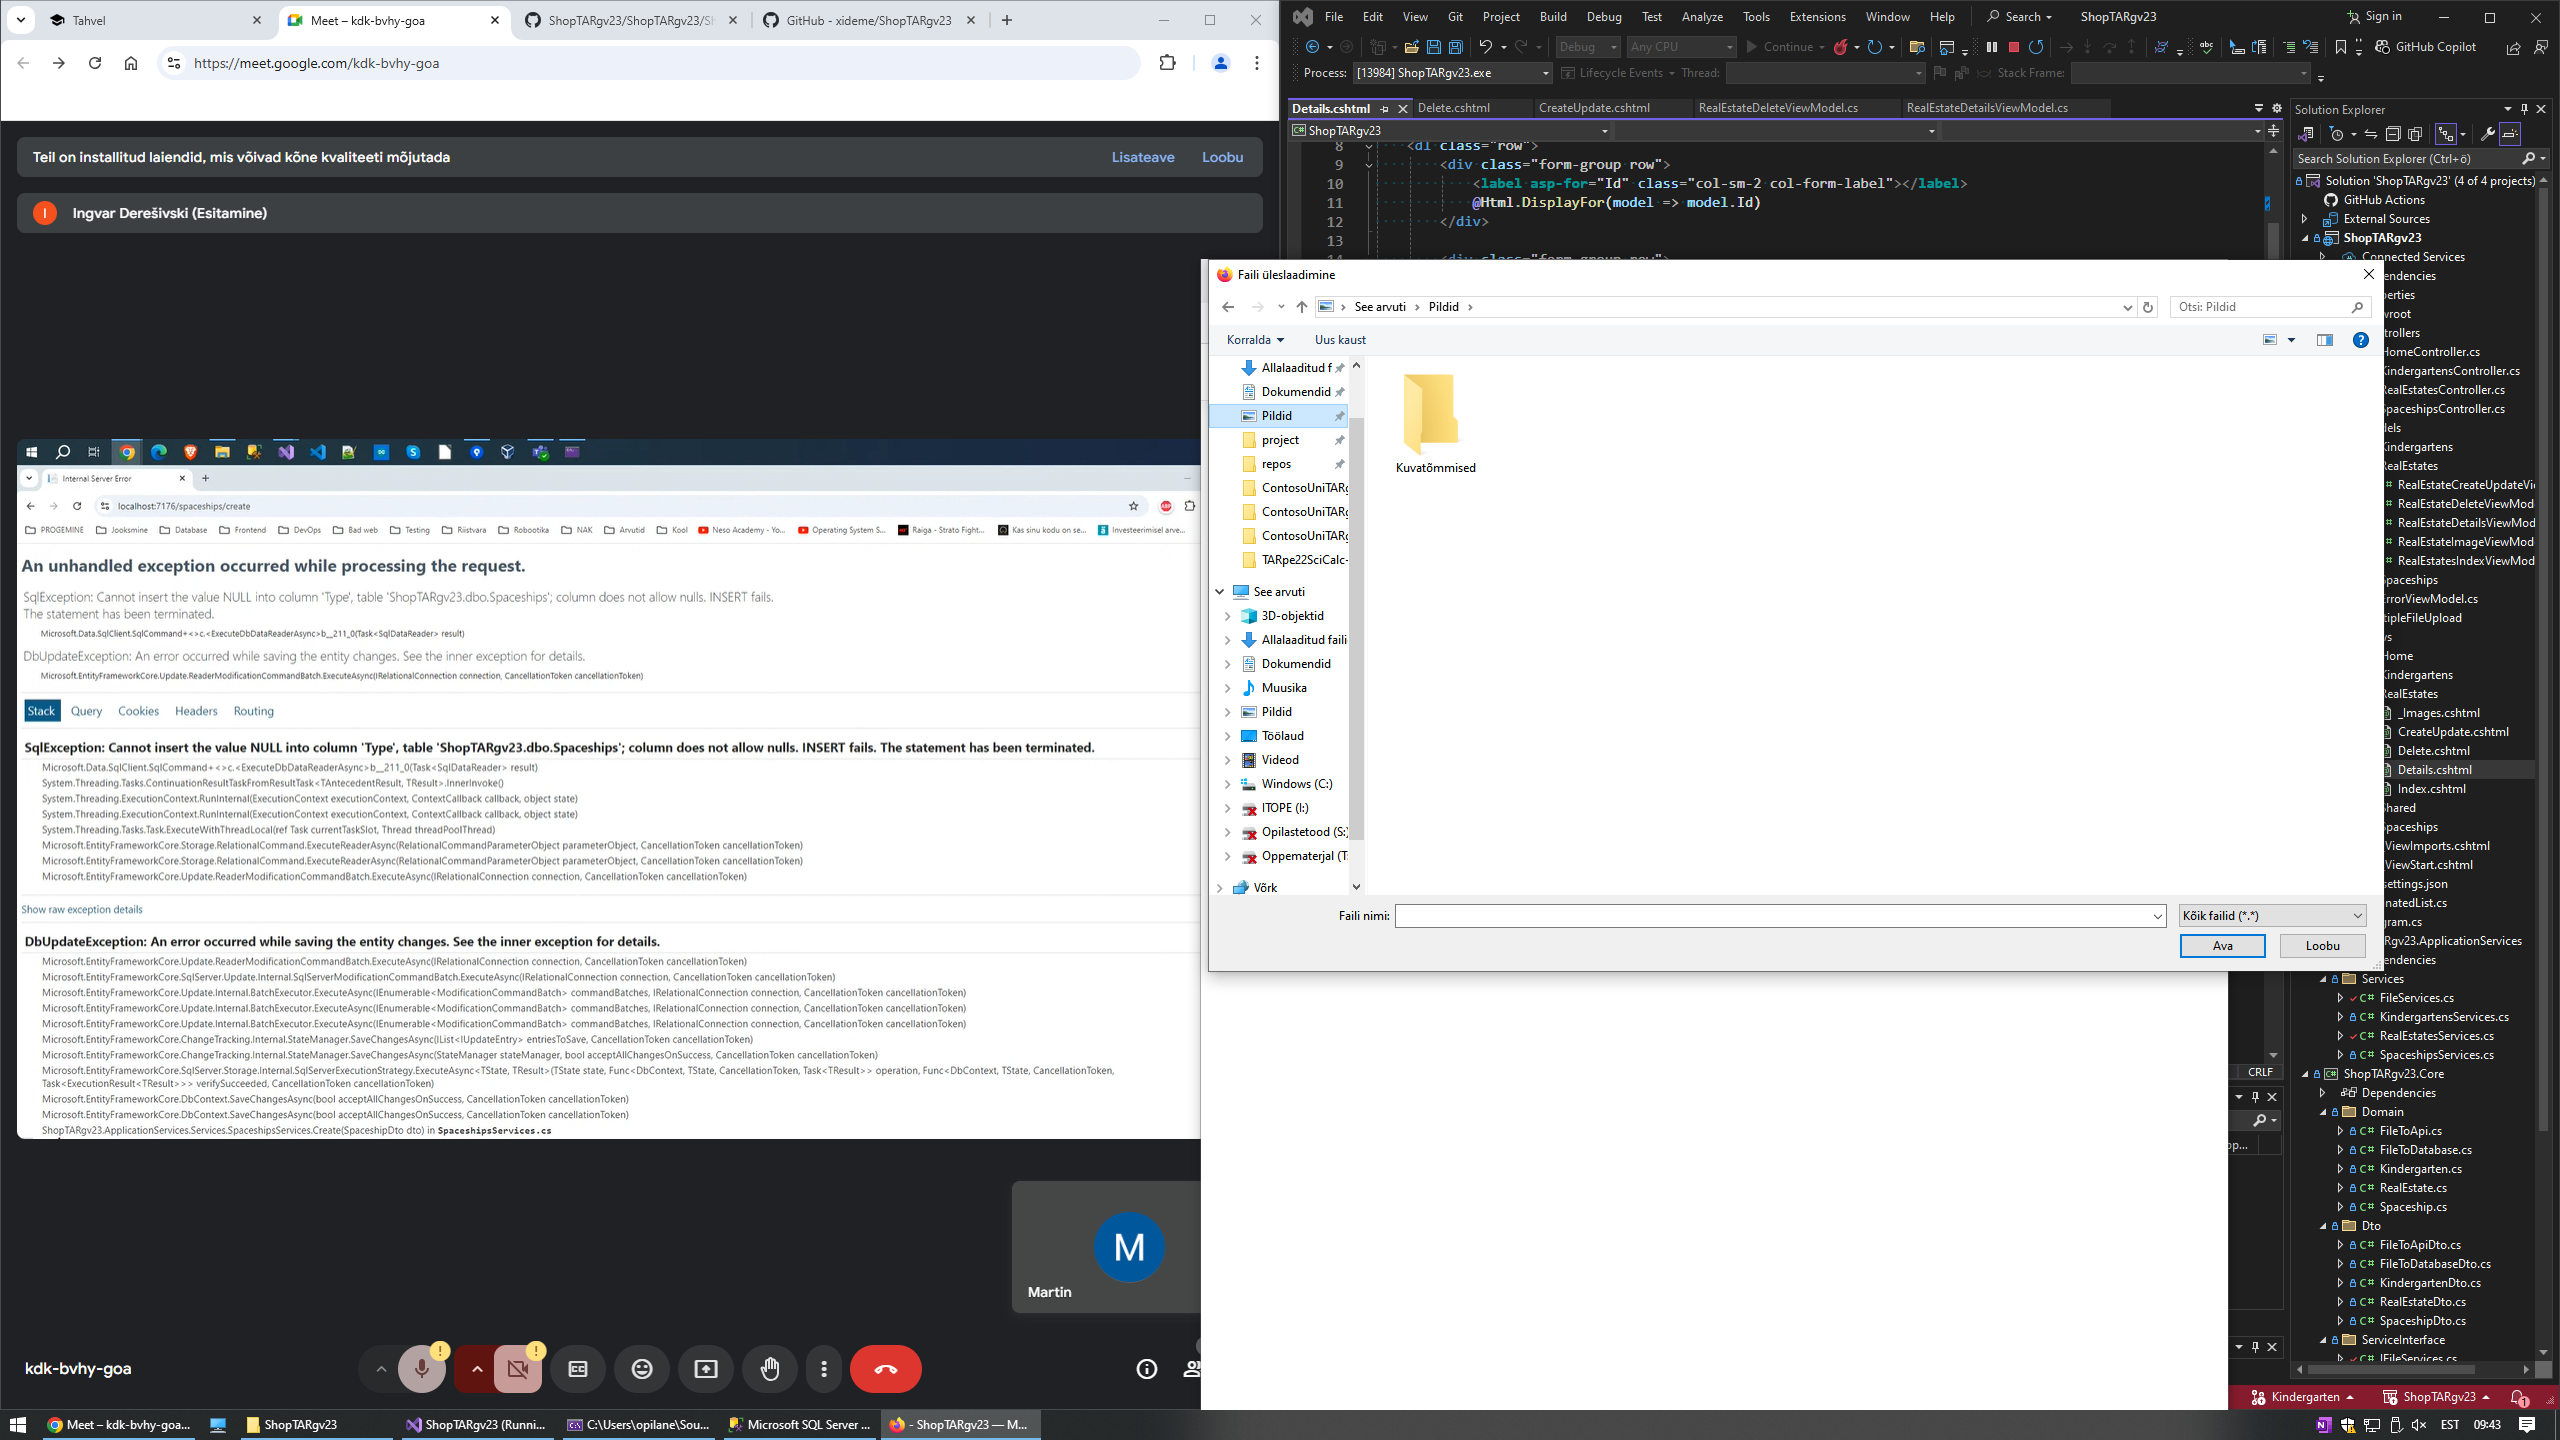 Tahvel
Meet – kdk-bvhy-goa
ShopTARgv23/ShopTARgv23/Sh
GitHub - xideme/ShopTARgv23
https://meet.google.com/kdk-bvhy-goa
Teil on installitud laiendid, mis võivad kõne kvaliteeti mõjutada
Lisateave
Loobu
I
Ingvar Derešivski (Esitamine)
Internal Server Error
localhost:7176/spaceships/create
PROGEMINE
Jooksmine
Database
Frontend
DevOps
Bad web
Testing
Riistvara
Robootika
NAK
Arvutid
Kool
Neso Academy - Yo...
Operating System S...
Raiga - Strato Fight...
Kas sinu kodu on se...
Investeerimisel arve...
An unhandled exception occurred while processing the request.
SqlException: Cannot insert the value NULL into column 'Type', table 'ShopTARgv23.dbo.Spaceships'; column does not allow nulls. INSERT fails.
The statement has been terminated.
Microsoft.Data.SqlClient.SqlCommand+<>c.<ExecuteDbDataReaderAsync>b__211_0(Task<SqlDataReader> result)
DbUpdateException: An error occurred while saving the entity changes. See the inner exception for details.
Microsoft.EntityFrameworkCore.Update.ReaderModificationCommandBatch.ExecuteAsync(IRelationalConnection connection, CancellationToken cancellationToken)
Stack Query Cookies Headers Routing
SqlException: Cannot insert the value NULL into column 'Type', table 'ShopTARgv23.dbo.Spaceships'; column does not allow nulls. INSERT fails. The statement has been terminated.
Microsoft.Data.SqlClient.SqlCommand+<>c.<ExecuteDbDataReaderAsync>b__211_0(Task<SqlDataReader> result)
System.Threading.Tasks.ContinuationResultTaskFromResultTask<TAntecedentResult, TResult>.InnerInvoke()
System.Threading.ExecutionContext.RunInternal(ExecutionContext executionContext, ContextCallback callback, object state)
System.Threading.ExecutionContext.RunInternal(ExecutionContext executionContext, ContextCallback callback, object state)
System.Threading.Tasks.Task.ExecuteWithThreadLocal(ref Task currentTaskSlot, Thread threadPoolThread)
Microsoft.EntityFrameworkCore.Storage.RelationalCommand.ExecuteReaderAsync(RelationalCommandParameterObject parameterObject, CancellationToken cancellationToken)
Microsoft.EntityFrameworkCore.Storage.RelationalCommand.ExecuteReaderAsync(RelationalCommandParameterObject parameterObject, CancellationToken cancellationToken)
Microsoft.EntityFrameworkCore.Update.ReaderModificationCommandBatch.ExecuteAsync(IRelationalConnection connection, CancellationToken cancellationToken)
Show raw exception details
DbUpdateException: An error occurred while saving the entity changes. See the inner exception for details.
Microsoft.EntityFrameworkCore.Update.ReaderModificationCommandBatch.ExecuteAsync(IRelationalConnection connection, CancellationToken cancellationToken)
Microsoft.EntityFrameworkCore.SqlServer.Update.Internal.SqlServerModificationCommandBatch.ExecuteAsync(IRelationalConnection connection, CancellationToken cancellationToken)
Microsoft.EntityFrameworkCore.Update.Internal.BatchExecutor.ExecuteAsync(IEnumerable<ModificationCommandBatch> commandBatches, IRelationalConnection connection, CancellationToken cancellationToken)
Microsoft.EntityFrameworkCore.Update.Internal.BatchExecutor.ExecuteAsync(IEnumerable<ModificationCommandBatch> commandBatches, IRelationalConnection connection, CancellationToken cancellationToken)
Microsoft.EntityFrameworkCore.Update.Internal.BatchExecutor.ExecuteAsync(IEnumerable<ModificationCommandBatch> commandBatches, IRelationalConnection connection, CancellationToken cancellationToken)
Microsoft.EntityFrameworkCore.ChangeTracking.Internal.StateManager.SaveChangesAsync(IList<IUpdateEntry> entriesToSave, CancellationToken cancellationToken)
Microsoft.EntityFrameworkCore.ChangeTracking.Internal.StateManager.SaveChangesAsync(StateManager stateManager, bool acceptAllChangesOnSuccess, CancellationToken cancellationToken)
Microsoft.EntityFrameworkCore.SqlServer.Storage.Internal.SqlServerExecutionStrategy.ExecuteAsync<TState, TResult>(TState state, Func<DbContext, TState, CancellationToken, Task<TResult>> operation, Func<DbContext, TState, CancellationToken,
Task<ExecutionResult<TResult>>> verifySucceeded, CancellationToken cancellationToken)
Microsoft.EntityFrameworkCore.DbContext.SaveChangesAsync(bool acceptAllChangesOnSuccess, CancellationToken cancellationToken)
Microsoft.EntityFrameworkCore.DbContext.SaveChangesAsync(bool acceptAllChangesOnSuccess, CancellationToken cancellationToken)
ShopTARgv23.ApplicationServices.Services.SpaceshipsServices.Create(SpaceshipDto dto) in SpaceshipsServices.cs
M
Martin
kdk-bvhy-goa
File Edit View Git Project Build Debug Test Analyze Tools Extensions Window Help
Search
ShopTARgv23
Sign in
Debug
Any CPU
Continue
GitHub Copilot
Process: [13984] ShopTARgv23.exe
Lifecycle Events
Thread:
Stack Frame:
Details.cshtml
Delete.cshtml
CreateUpdate.cshtml
RealEstateDeleteViewModel.cs
RealEstateDetailsViewModel.cs
ShopTARgv23
8 <dl class="row">
9 <div class="form-group row">
10 <label asp-for="Id" class="col-sm-2 col-form-label"></label>
11 @Html.DisplayFor(model => model.Id)
12 </div>
13
14 <div class="form-group row">
Faili üleslaadimine
See arvuti
Pildid
Otsi: Pildid
Korralda
Uus kaust
Allalaaditud f
Dokumendid
Pildid
project
repos
ContosoUniTARg
ContosoUniTARg
ContosoUniTARg
TARpe22SciCalc-
See arvuti
3D-objektid
Allalaaditud faili
Dokumendid
Muusika
Pildid
Töölaud
Videod
Windows (C:)
ITOPE (I:)
Opilastetood (S:)
Oppematerjal (T:
Võrk
Kuvatõmmised
Faili nimi:
Kõik failid (*.*)
Ava
Loobu
Solution Explorer
Search Solution Explorer (Ctrl+ö)
Solution 'ShopTARgv23' (4 of 4 projects)
GitHub Actions
External Sources
ShopTARgv23
Connected Services
endencies
perties
wroot
trollers
HomeController.cs
KindergartensController.cs
RealEstatesController.cs
SpaceshipsController.cs
dels
Kindergartens
RealEstates
RealEstateCreateUpdateVi
RealEstateDeleteViewMod
RealEstateDetailsViewMod
RealEstateImageViewMod
RealEstatesIndexViewMod
Spaceships
ErrorViewModel.cs
tipleFileUpload
ws
Home
Kindergartens
RealEstates
_Images.cshtml
CreateUpdate.cshtml
Delete.cshtml
Details.cshtml
Index.cshtml
Shared
Spaceships
ViewImports.cshtml
ViewStart.cshtml
settings.json
inatedList.cs
gram.cs
Rgv23.ApplicationServices
endencies
Services
FileServices.cs
KindergartensServices.cs
RealEstatesServices.cs
SpaceshipsServices.cs
ShopTARgv23.Core
Dependencies
Domain
FileToApi.cs
FileToDatabase.cs
Kindergarten.cs
RealEstate.cs
Spaceship.cs
Dto
FileToApiDto.cs
FileToDatabaseDto.cs
KindergartenDto.cs
RealEstateDto.cs
SpaceshipDto.cs
ServiceInterface
IFileServices.cs
CRLF
op...
Kindergarten
ShopTARgv23
1
Meet – kdk-bvhy-goa...
ShopTARgv23
ShopTARgv23 (Runni...
C:\Users\opilane\Sou...
Microsoft SQL Server ...
- ShopTARgv23 — M...
EST
09:43